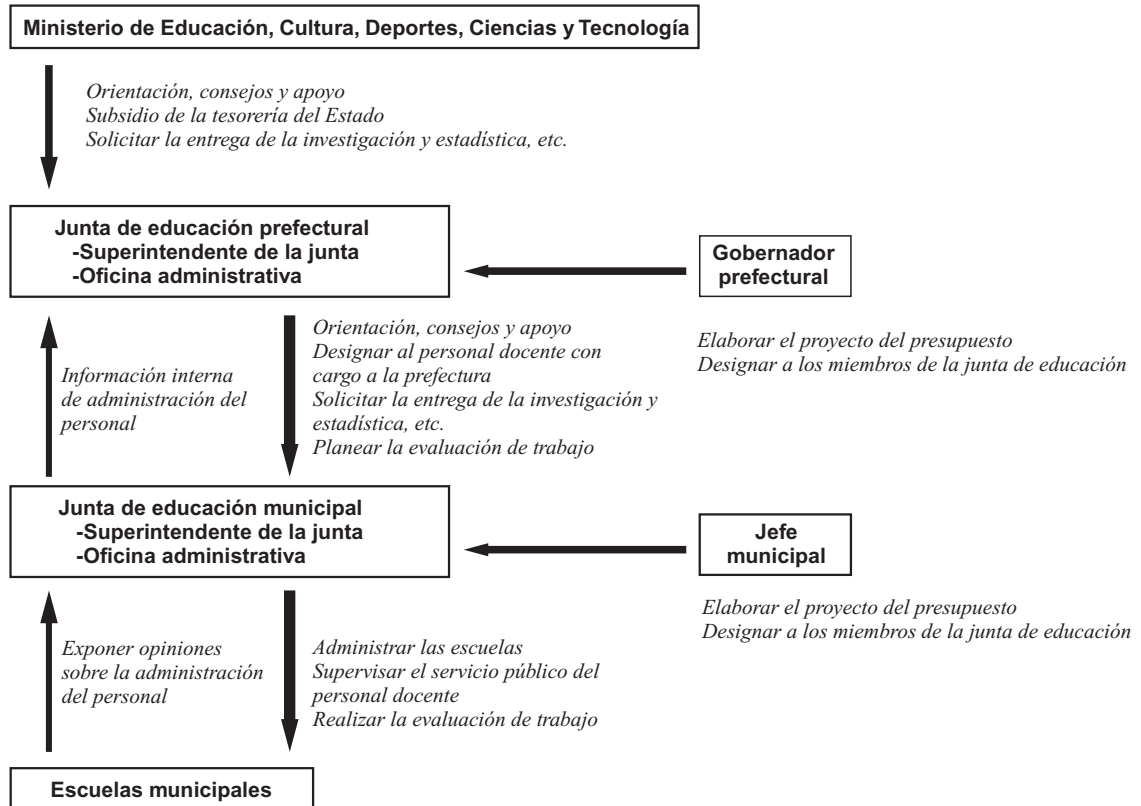 Ministerio de Educación, Cultura, Deportes, Ciencias y Tecnología
Orientación, consejos y apoyo
Subsidio de la tesorería del Estado
Solicitar la entrega de la investigación y estadística, etc.
Junta de educación prefectural
-Superintendente de la junta
-Oficina administrativa
Gobernador
prefectural
Elaborar el proyecto del presupuesto
Designar a los miembros de la junta de educación
Información interna
de administración del
personal
Orientación, consejos y apoyo
Designar al personal docente con
cargo a la prefectura
Solicitar la entrega de la investigación y
estadística, etc.
Planear la evaluación de trabajo
Junta de educación municipal
-Superintendente de la junta
-Oficina administrativa
Jefe
municipal
Elaborar el proyecto del presupuesto
Designar a los miembros de la junta de educación
Exponer opiniones
sobre la administración
del personal
Administrar las escuelas
Supervisar el servicio público del
personal docente
Realizar la evaluación de trabajo
Escuelas municipales